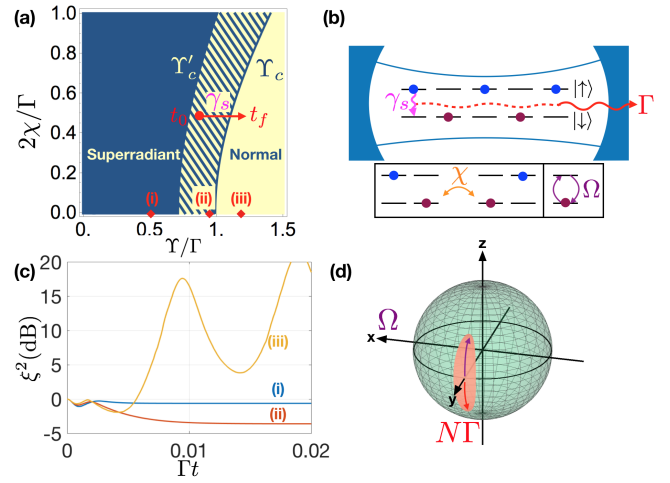 (a)
1.0
0.8
0.6
0.4
0.2
0.0
2χ/Γ
Υ′c
Υc
γs
t0
tf
Superradiant
Normal
(i)
(ii)
(iii)
0.
0.5
1.0
1.5
Υ/Γ
(b)
|↑⟩
|↓⟩
γs
Γ
χ
Ω
(c)
20
15
10
5
0
-5
ξ²(dB)
(iii)
(i)
(ii)
0
0.01
0.02
Γt
(d)
z
Ω
x
y
NΓ